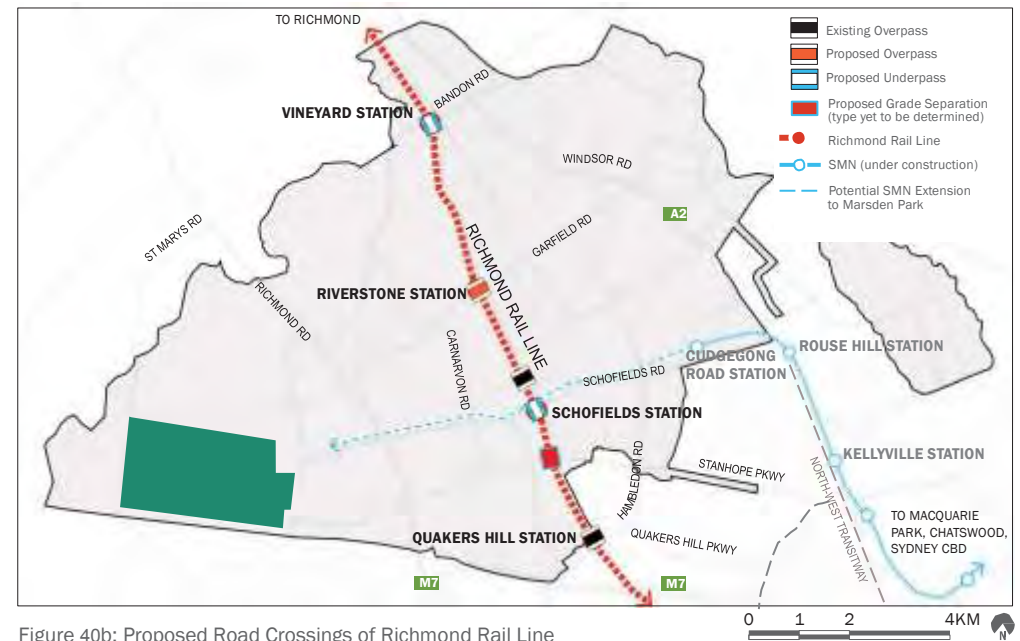 TO RICHMOND
Existing Overpass
Proposed Overpass
Proposed Underpass
Proposed Grade Separation
(type yet to be determined)
Richmond Rail Line
SMN (under construction)
Potential SMN Extension
to Marsden Park
BANDON RD
VINEYARD STATION
WINDSOR RD
A2
ST MARYS RD
GARFIELD RD
RICHMOND RAIL LINE
RICHMOND RD
RIVERSTONE STATION
CARNARVON RD
CUDGEGONG
ROAD STATION
ROUSE HILL STATION
SCHOFIELDS RD
SCHOFIELDS STATION
HAMBLEDON RD
STANHOPE PKWY
KELLYVILLE STATION
NORTH-WEST TRANSITWAY
TO MACQUARIE
PARK, CHATSWOOD,
SYDNEY CBD
QUAKERS HILL STATION
QUAKERS HILL PKWY
M7
M7
0 1 2 4KM
N
Figure 40b: Proposed Road Crossings of Richmond Rail Line